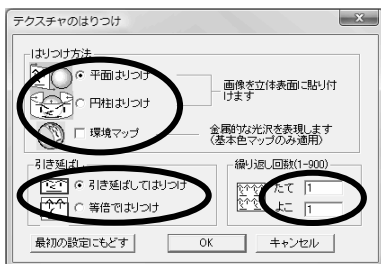 テクスチャのはりつけ
はりつけ方法
平面はりつけ
円柱はりつけ
画像を立体表面に貼り付
けます
環境マップ
金属的な光沢を表現します
(基本色マップのみ適用)
引き延ばし
引き延ばしてはりつけ
等倍ではりつけ
繰り返し回数(1-900)
たて 1
よこ 1
最初の設定にもどす
OK
キャンセル